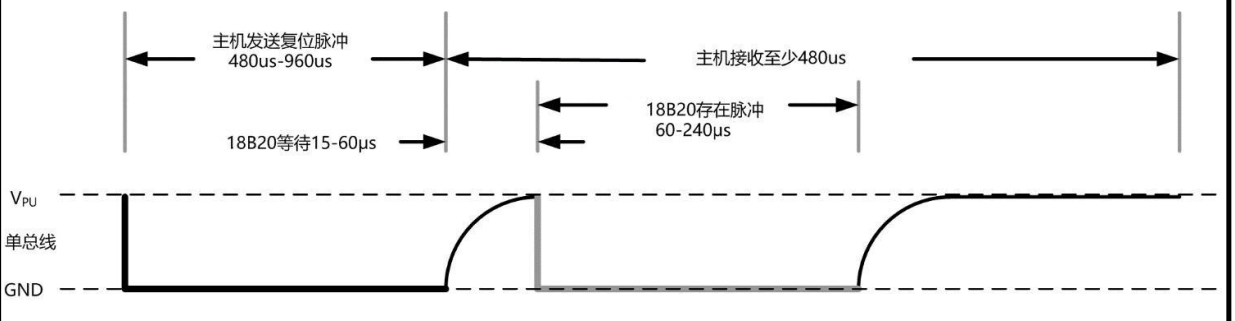 主机发送复位脉冲
480us-960us
主机接收至少480us
18B20存在脉冲
60-240μs
18B20等待15-60μs
VPU
单总线
GND